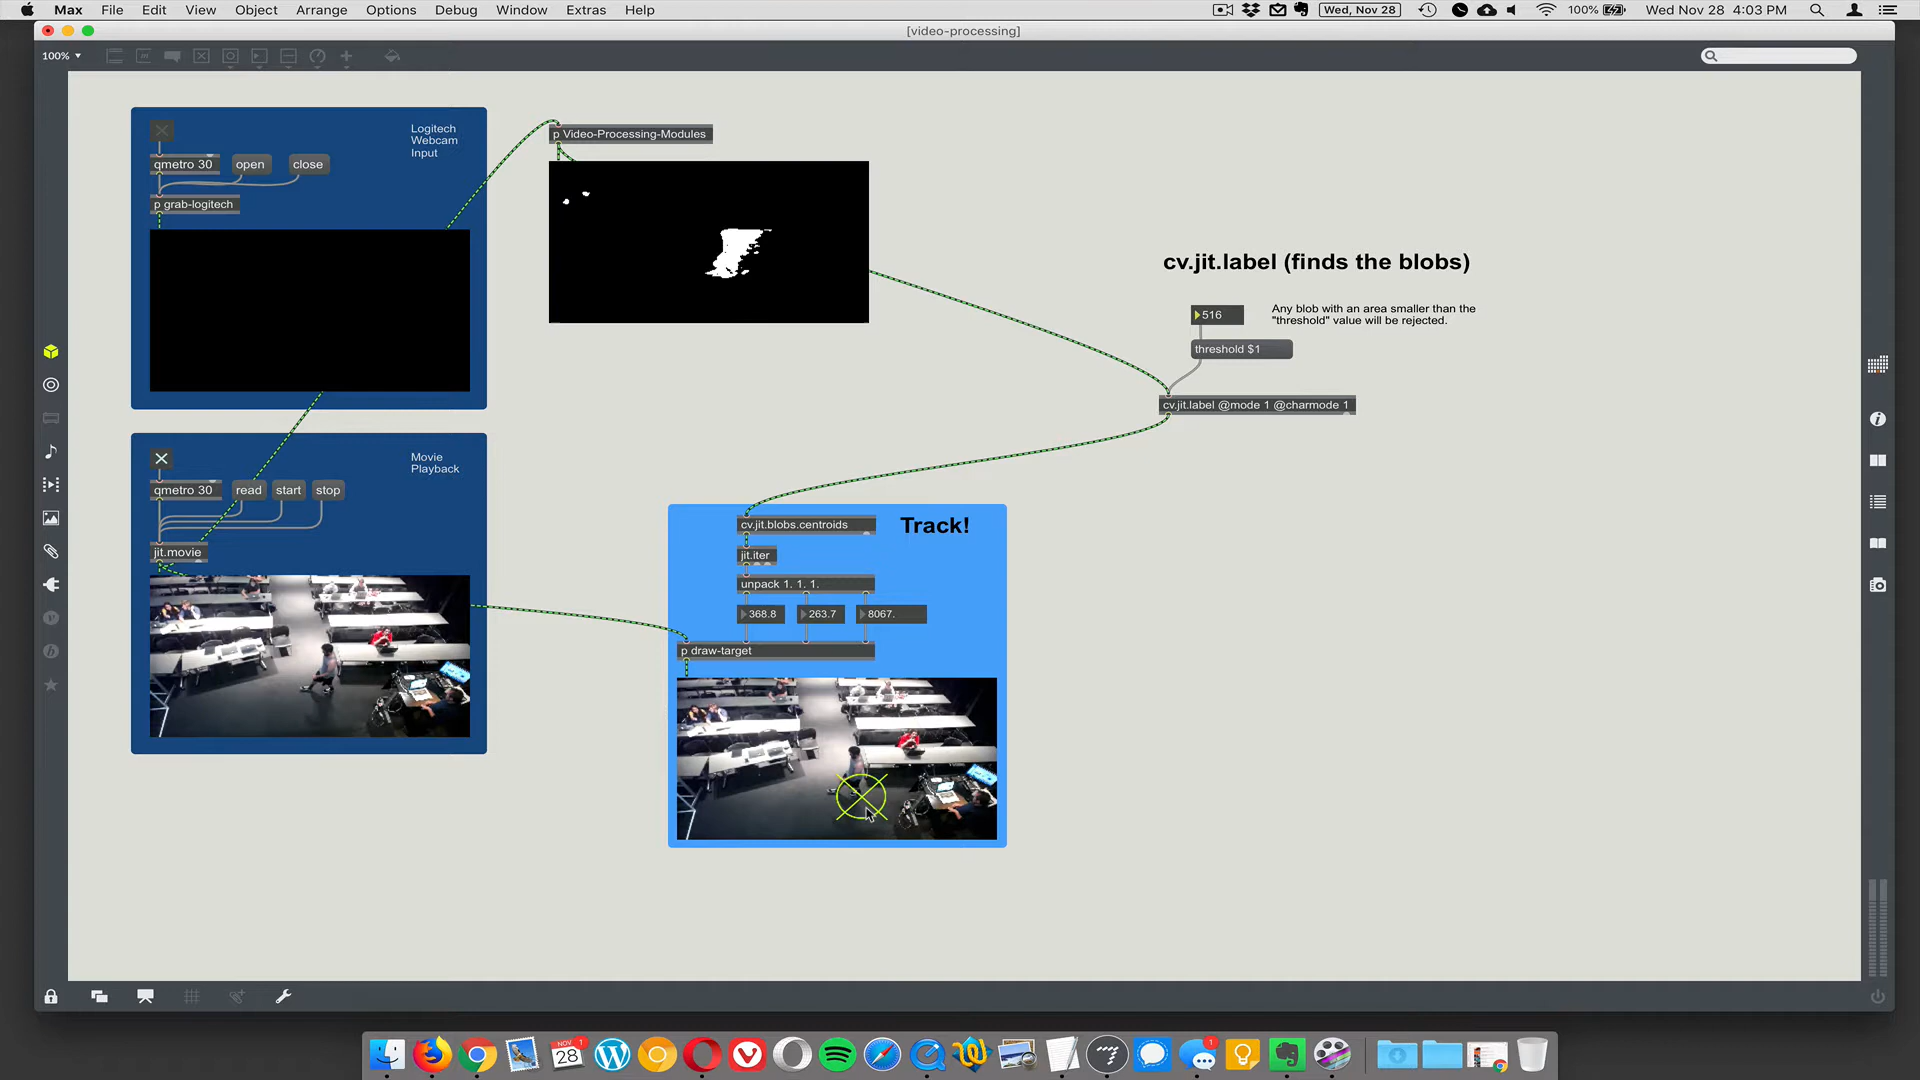 Max File Edit View Object Arrange Options Debug Window Extras Help
Wed, Nov 28
100%
Wed Nov 28 4:03 PM
[video-processing]
100%
Logitech
Webcam
Input
qmetro 30 open close
p grab-logitech
p Video-Processing-Modules
cv.jit.label (finds the blobs)
516
Any blob with an area smaller than the
"threshold" value will be rejected.
threshold $1
cv.jit.label @mode 1 @charmode 1
Movie
Playback
qmetro 30 read start stop
jit.movie
cv.jit.blobs.centroids
Track!
jit.iter
unpack 1. 1. 1.
368.8 263.7 8067.
p draw-target
NOV
28
1
1